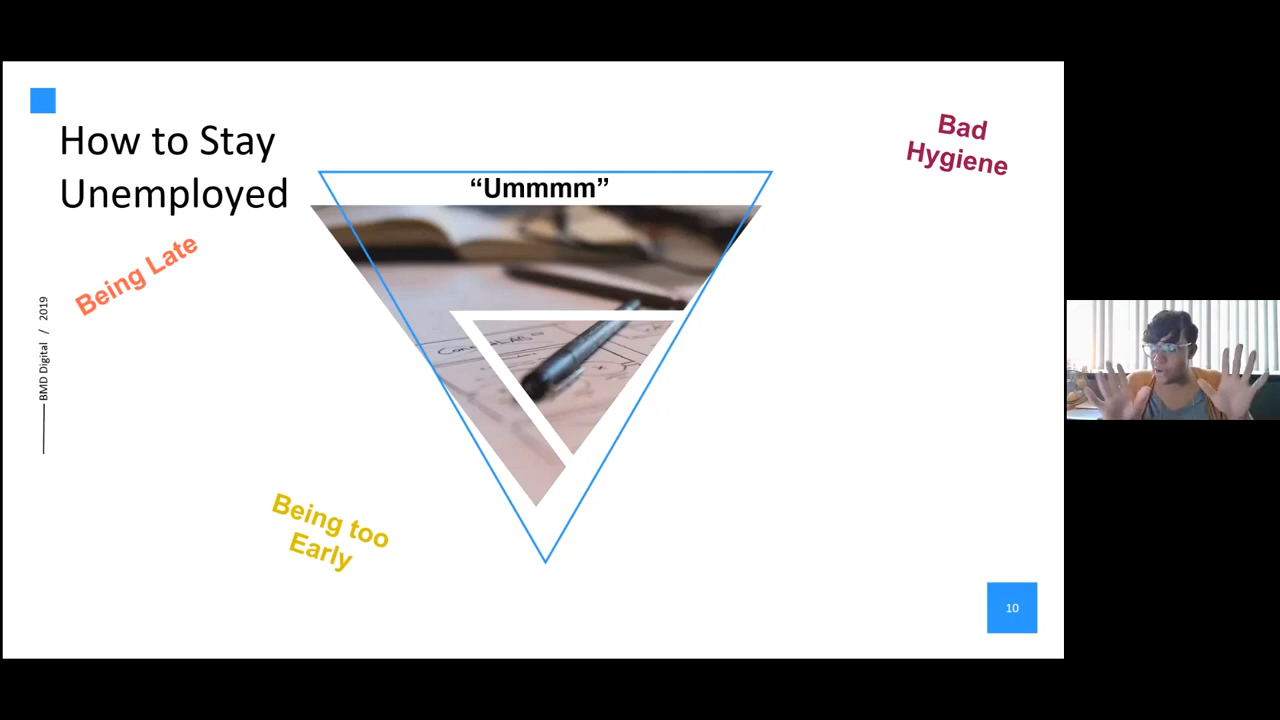 How to Stay
Unemployed
“Ummmm”
Bad
Hygiene
Being Late
BMD Digital / 2019
Being too
Early
10